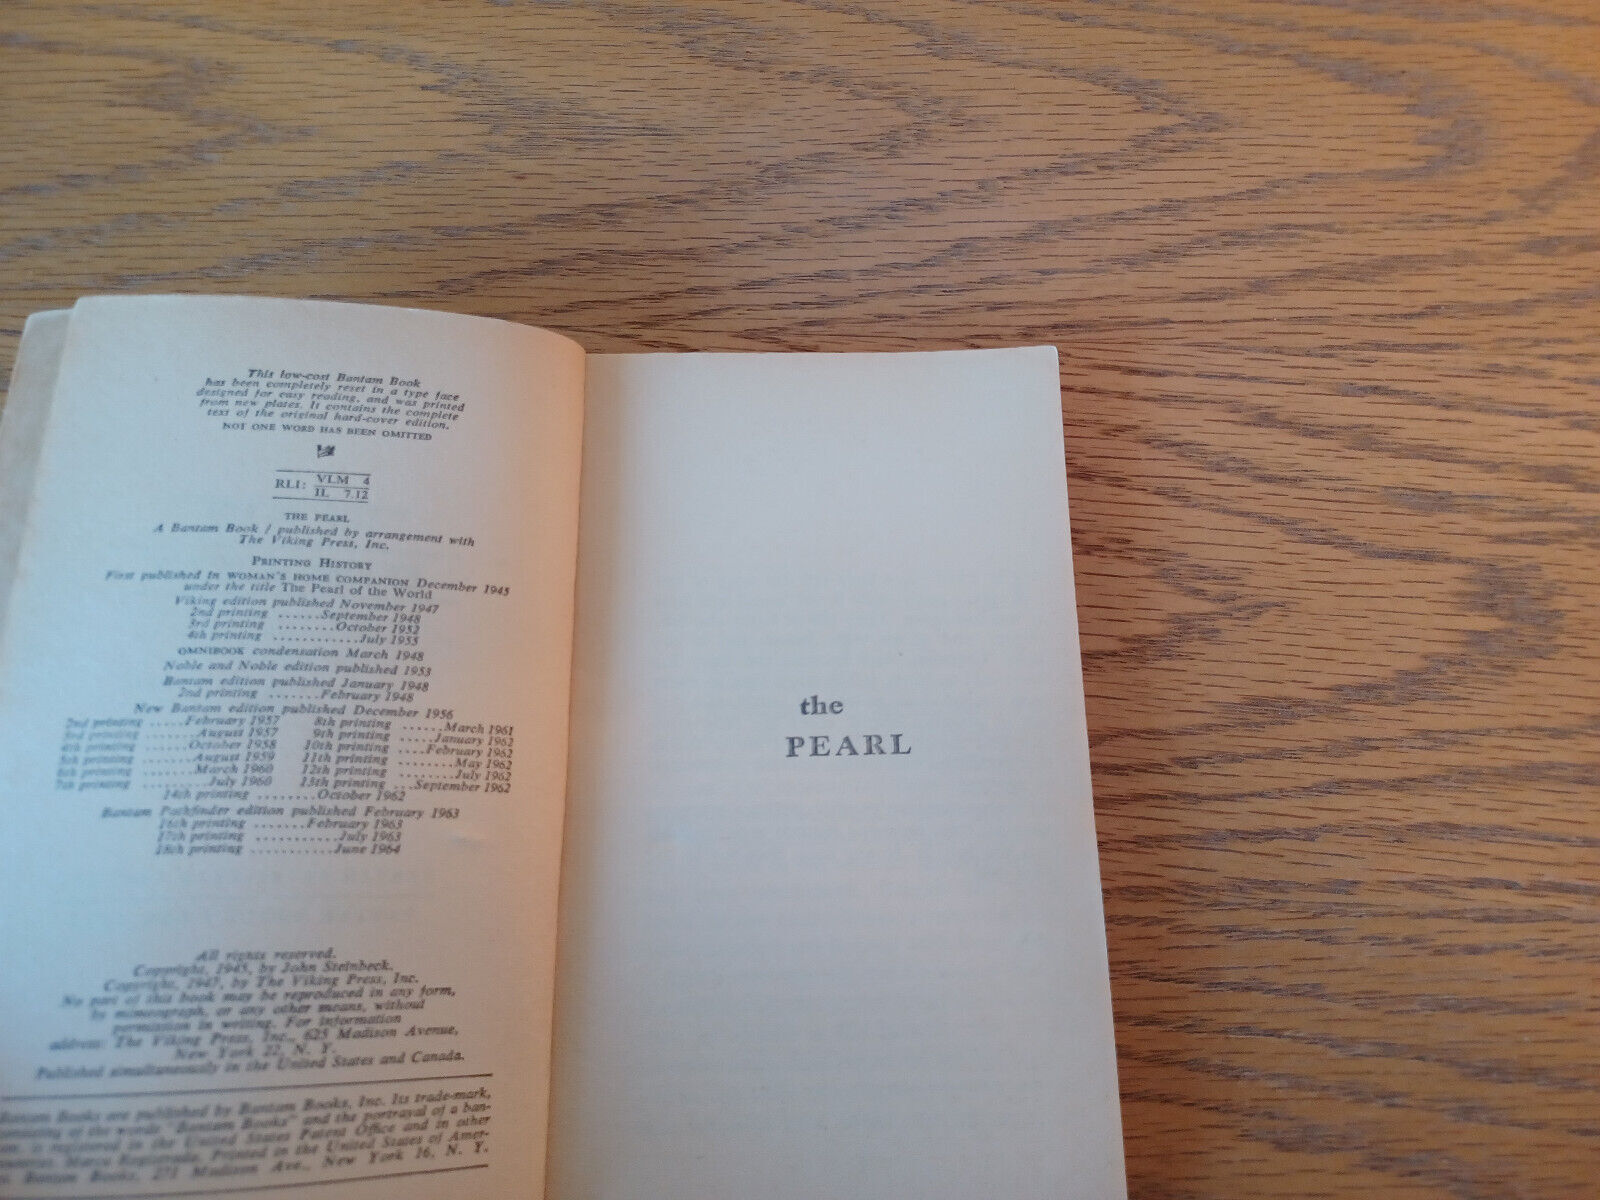 This low-cost Bantam Book
has been completely reset in a type face
designed for easy reading, and was printed
from new plates. It contains the complete
text of the original hard-cover edition.
NOT ONE WORD HAS BEEN OMITTED
RLI: VLM 4
IL 7.12
THE PEARL
A Bantam Book / published by arrangement with
The Viking Press, Inc.
PRINTING HISTORY
First published in WOMAN'S HOME COMPANION December 1945
under the title The Pearl of the World
Viking edition published November 1947
2nd printing ......September 1948
3rd printing ........October 1952
4th printing ............July 1955
OMNIBOOK condensation March 1948
Noble and Noble edition published 1953
Bantam edition published January 1948
2nd printing .......February 1948
New Bantam edition published December 1956
2nd printing .....February 1957 8th printing ......March 1961
3rd printing .......August 1957 9th printing .....January 1962
4th printing ......October 1958 10th printing ....February 1962
5th printing .......August 1959 11th printing ........May 1962
6th printing ........March 1960 12th printing ........July 1962
7th printing .........July 1960 13th printing ...September 1962
14th printing ........October 1962
Bantam Pathfinder edition published February 1963
16th printing .......February 1963
17th printing ...........July 1963
18th printing ...........June 1964
All rights reserved.
Copyright, 1945, by John Steinbeck.
Copyright, 1947, by The Viking Press, Inc.
No part of this book may be reproduced in any form,
by mimeograph, or any other means, without
permission in writing. For information
address: The Viking Press, Inc., 625 Madison Avenue,
New York 22, N. Y.
Published simultaneously in the United States and Canada.
Bantam Books are published by Bantam Books, Inc. Its trade-mark,
consisting of the words "Bantam Books" and the portrayal of a ban-
is registered in the United States Patent Office and in other
Marca Registrada. Printed in the United States of Amer-
Bantam Books, 271 Madison Ave., New York 16, N. Y.
the
PEARL